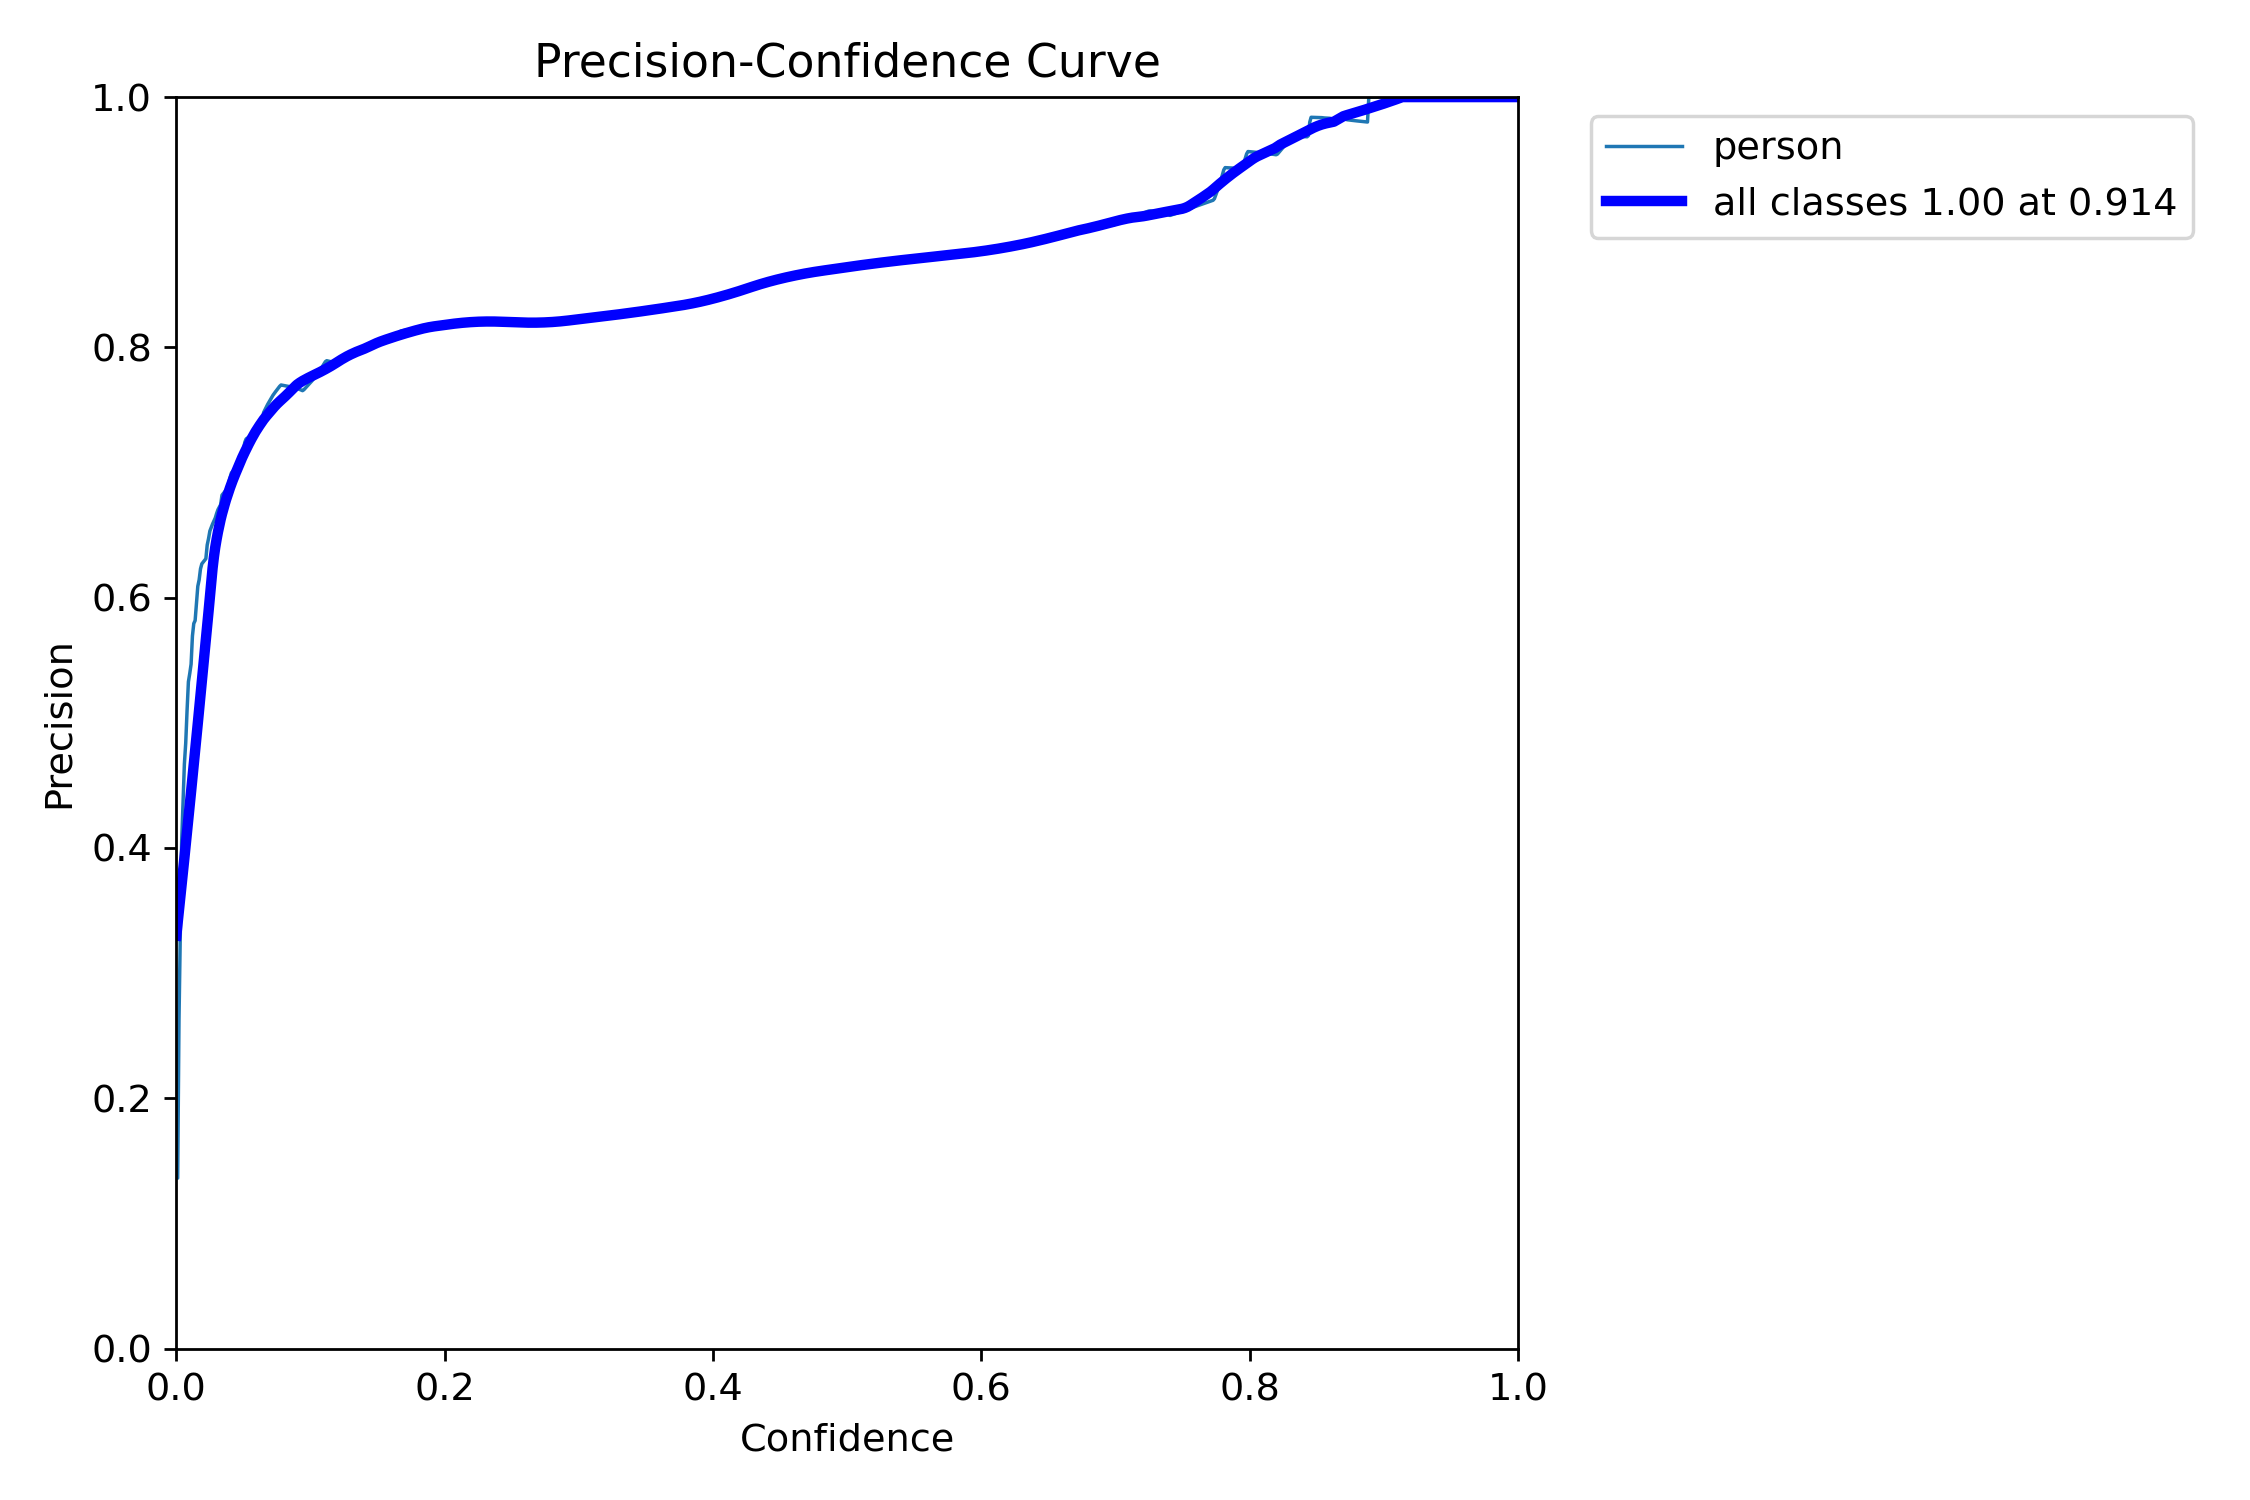 Precision-Confidence Curve
1.0
0.8
0.6
0.4
0.2
0.0
Precision
0.0 0.2 0.4 0.6 0.8 1.0
Confidence
person
all classes 1.00 at 0.914